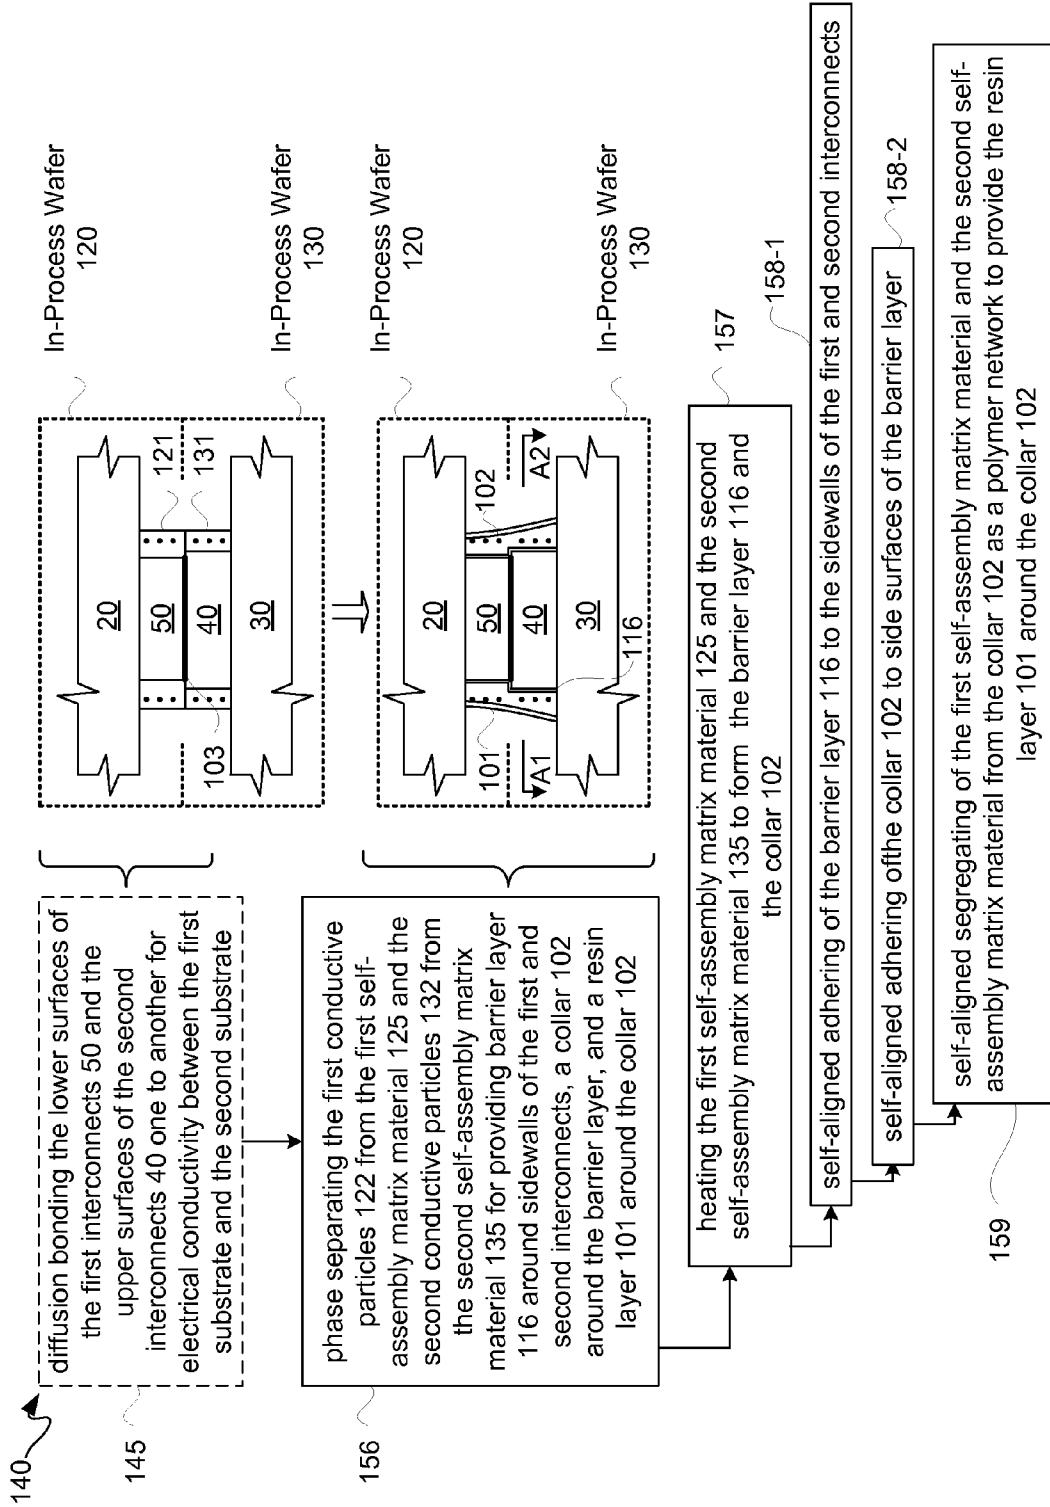 140
diffusion bonding the lower surfaces of
the first interconnects 50 and the
upper surfaces of the second
interconnects 40 one to another for
electrical conductivity between the first
substrate and the second substrate
145
20
50
40
30
103
121
131
In-Process Wafer
120
In-Process Wafer
130
phase separating the first conductive
particles 122 from the first self-
assembly matrix material 125 and the
second conductive particles 132 from
the second self-assembly matrix
material 135 for providing barrier layer
116 around sidewalls of the first and
second interconnects, a collar 102
around the barrier layer, and a resin
layer 101 around the collar 102
156
20
50
40
30
101
102
116
A1
A2
In-Process Wafer
120
In-Process Wafer
130
heating the first self-assembly matrix material 125 and the second
self-assembly matrix material 135 to form the barrier layer 116 and
the collar 102
157
self-aligned adhering of the barrier layer 116 to the sidewalls of the first and second interconnects
158-1
self-aligned adhering ofthe collar 102 to side surfaces of the barrier layer
158-2
self-aligned segregating of the first self-assembly matrix material and the second self-
assembly matrix material from the collar 102 as a polymer network to provide the resin
layer 101 around the collar 102
159